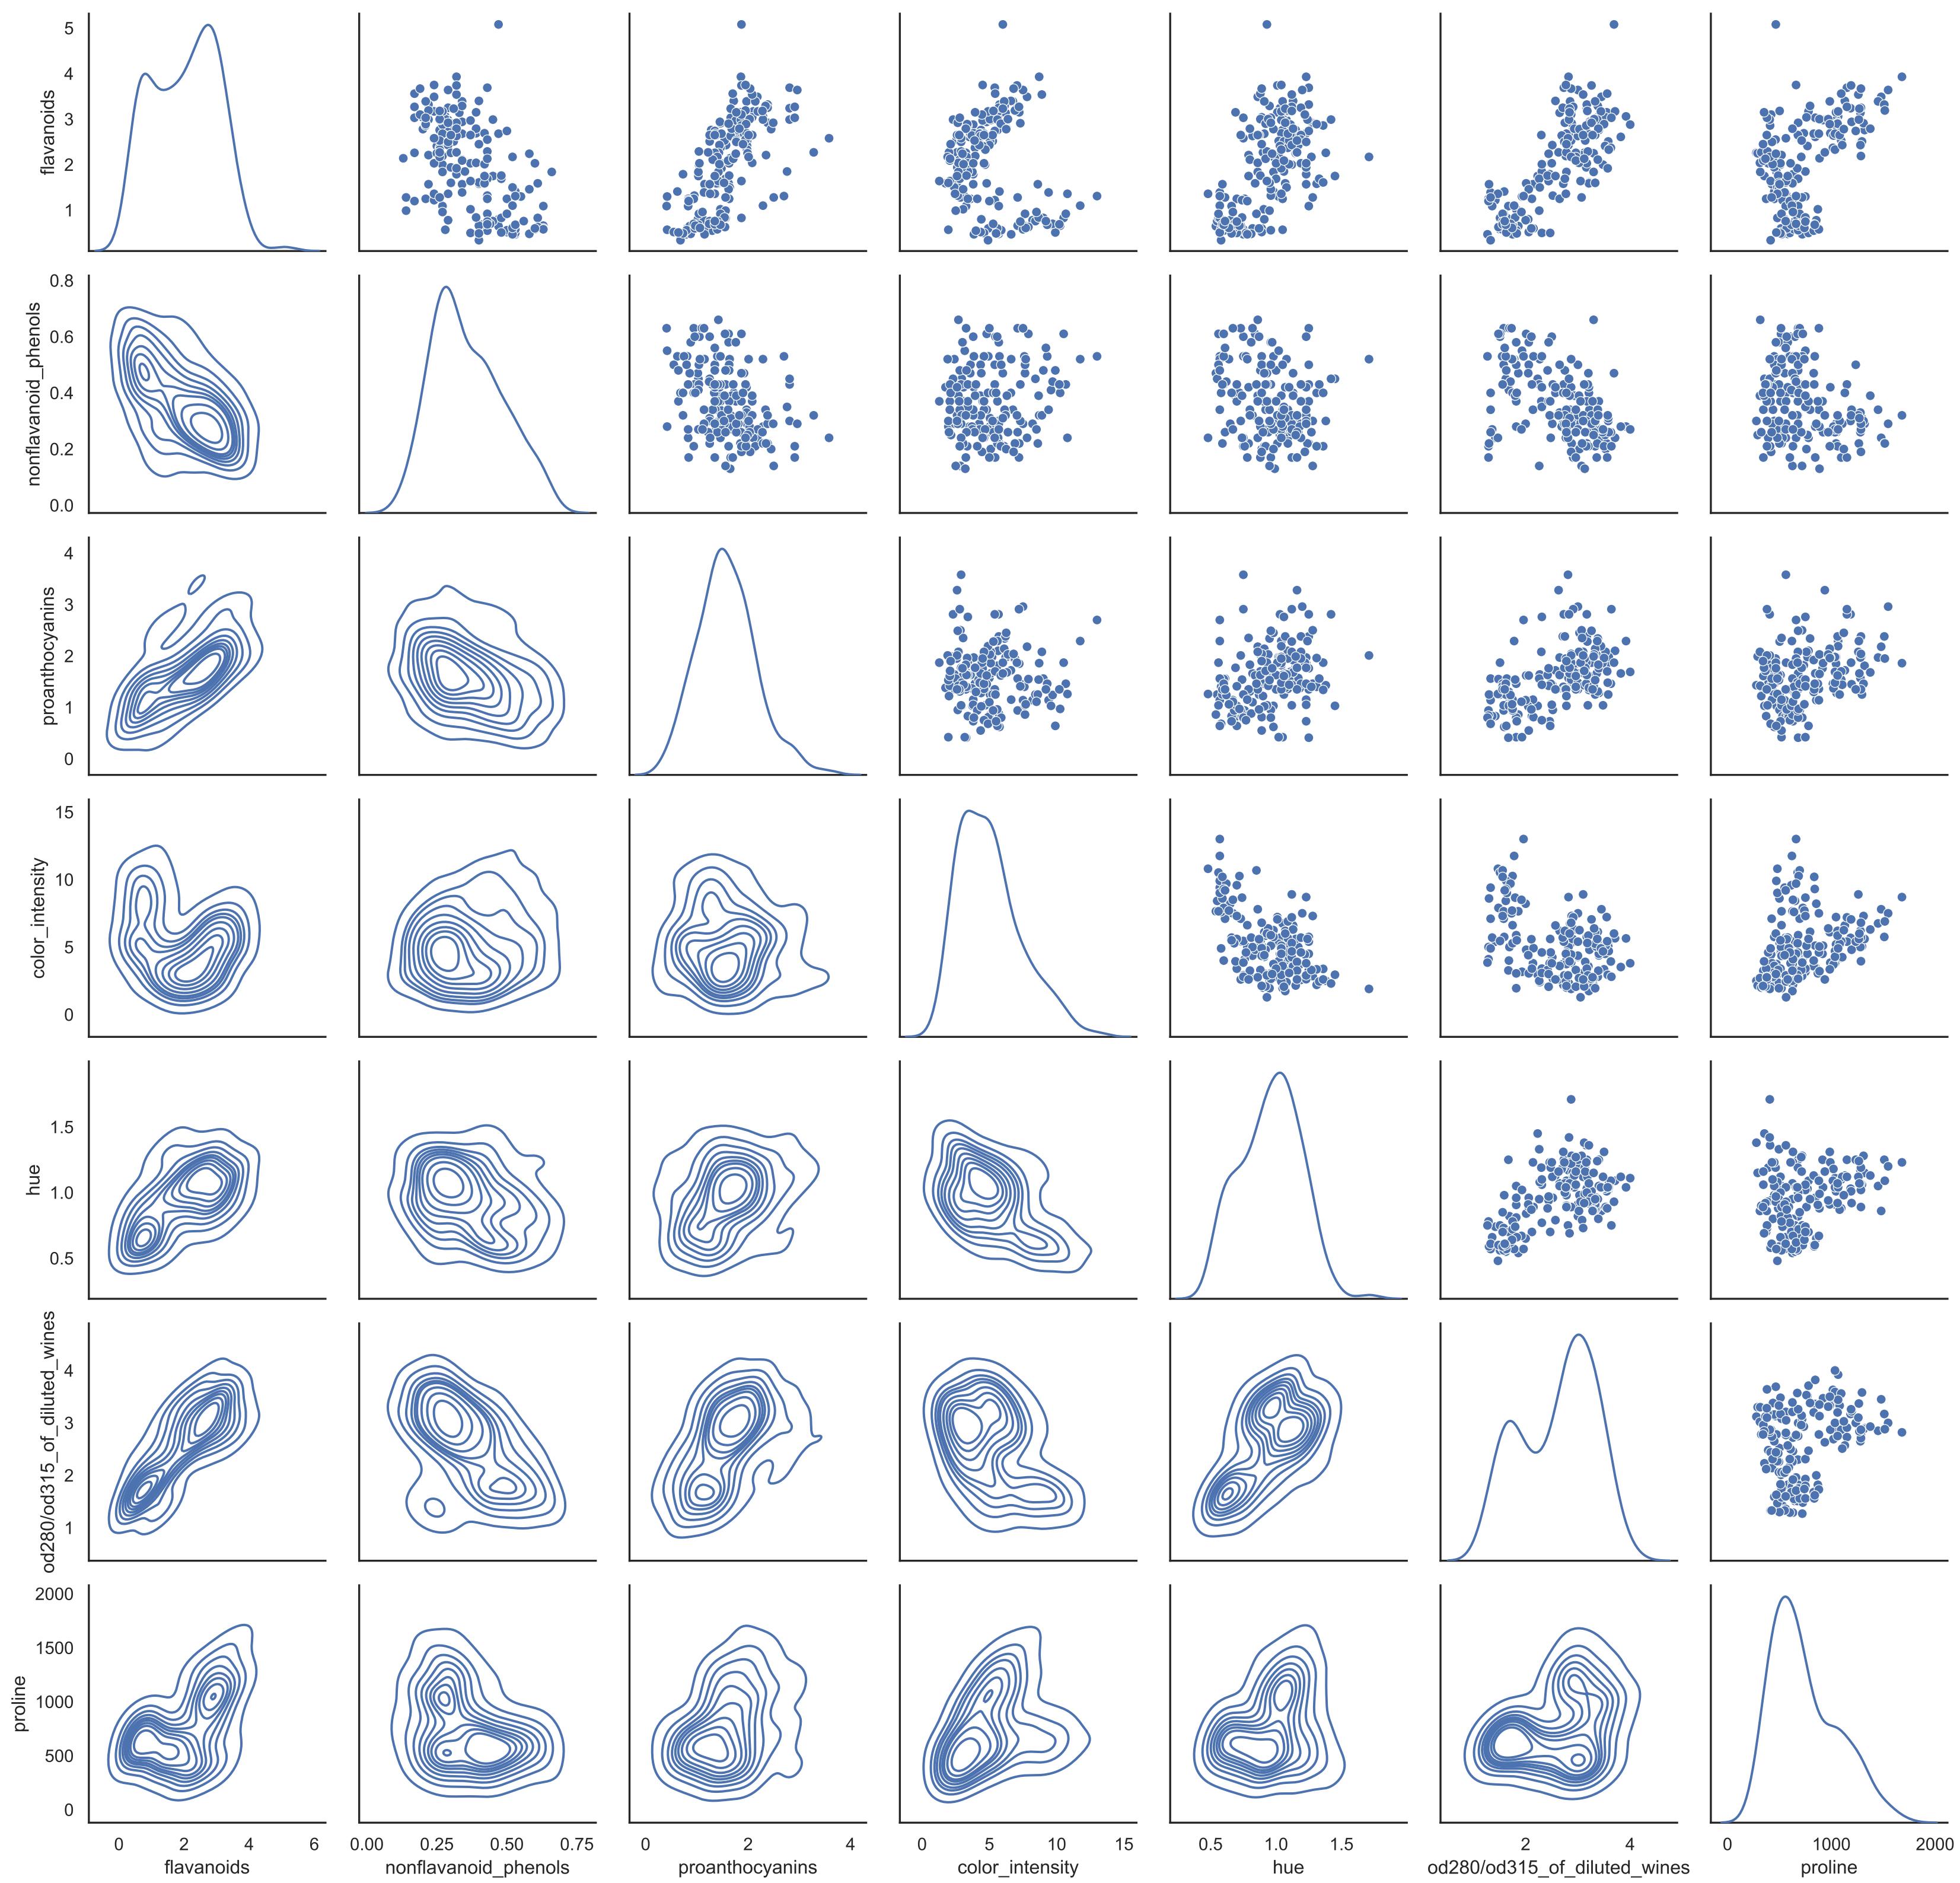 5
4
3
2
1
flavanoids
0.8
0.6
0.4
0.2
0.0
nonflavanoid_phenols
4
3
2
1
0
proanthocyanins
15
10
5
0
color_intensity
1.5
1.0
0.5
hue
4
3
2
1
od280/od315_of_diluted_wines
2000
1500
1000
500
0
proline
0 2 4 6
flavanoids
0.00 0.25 0.50 0.75
nonflavanoid_phenols
0 2 4
proanthocyanins
0 5 10 15
color_intensity
0.5 1.0 1.5
hue
2 4
od280/od315_of_diluted_wines
0 1000 2000
proline